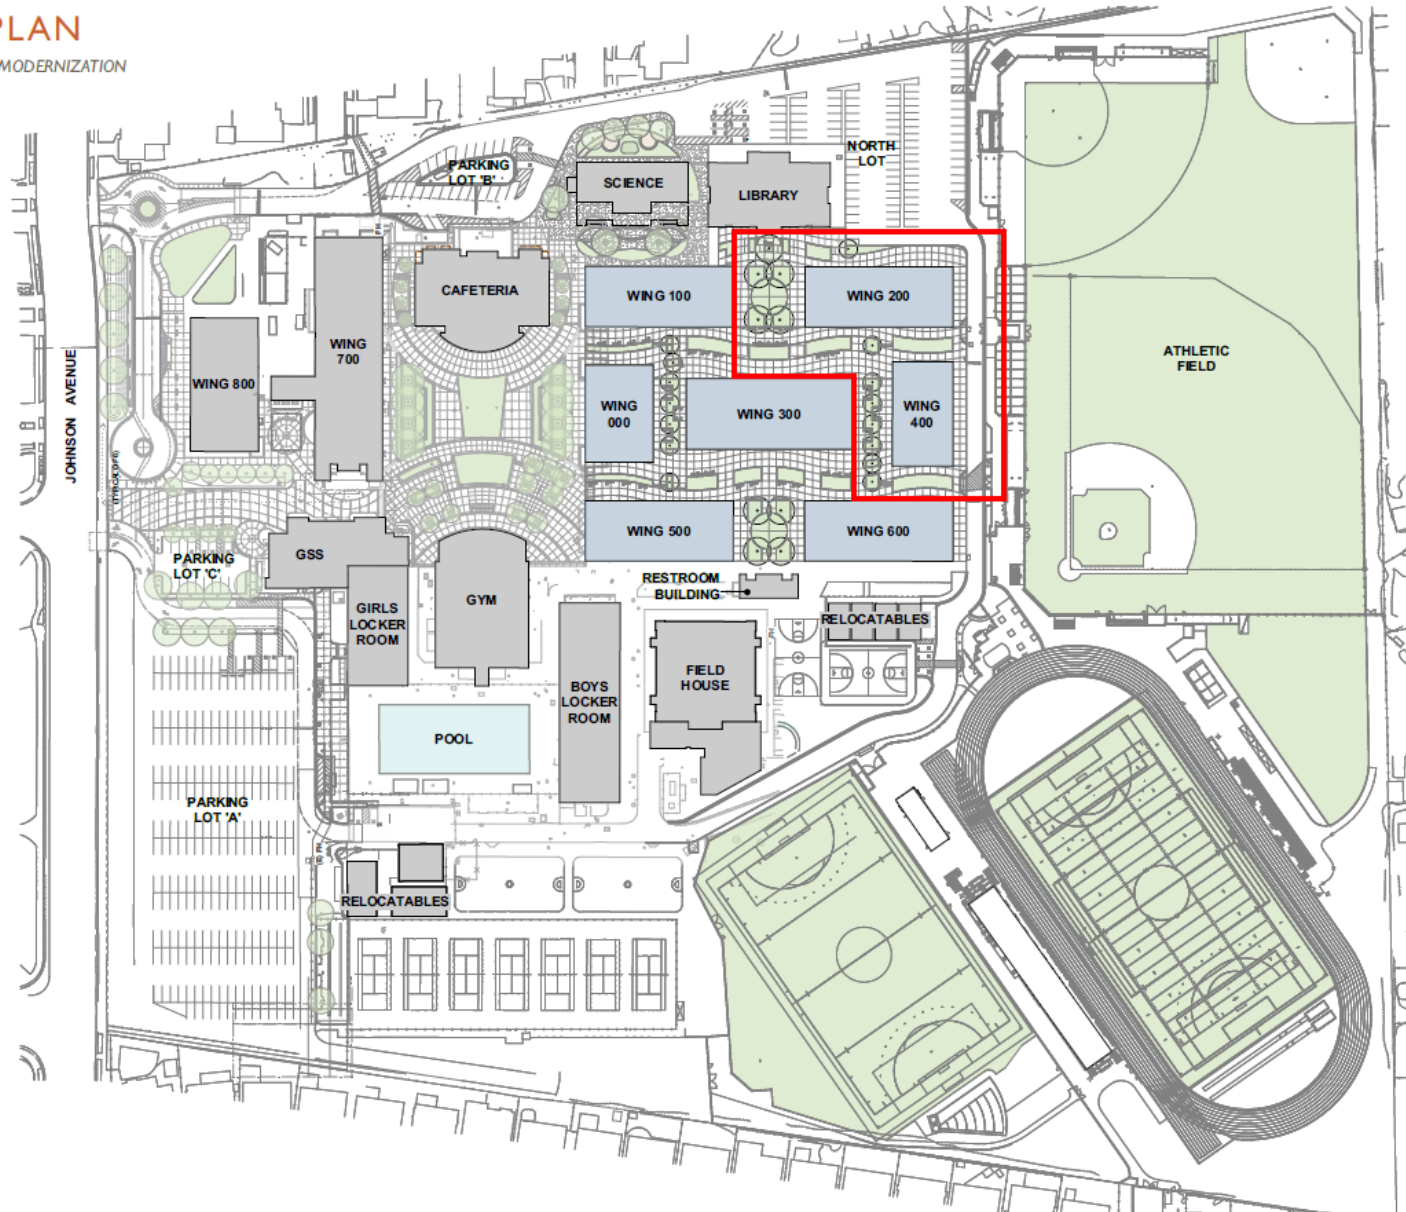 PLAN
MODERNIZATION
NORTH
LOT
PARKING
LOT 'B'
SCIENCE
LIBRARY
FH
CAFETERIA
WING 100
WING 200
WING
700
ATHLETIC
FIELD
JOHNSON AVENUE
WING 800
WING
000
WING 300
WING
400
WING 500
WING 600
GSS
PARKING
LOT 'C'
RESTROOM
BUILDING
GYM
GIRLS
LOCKER
ROOM
RELOCATABLES
FIELD
HOUSE
BOYS
LOCKER
ROOM
POOL
PARKING
LOT 'A'
RELOCATABLES